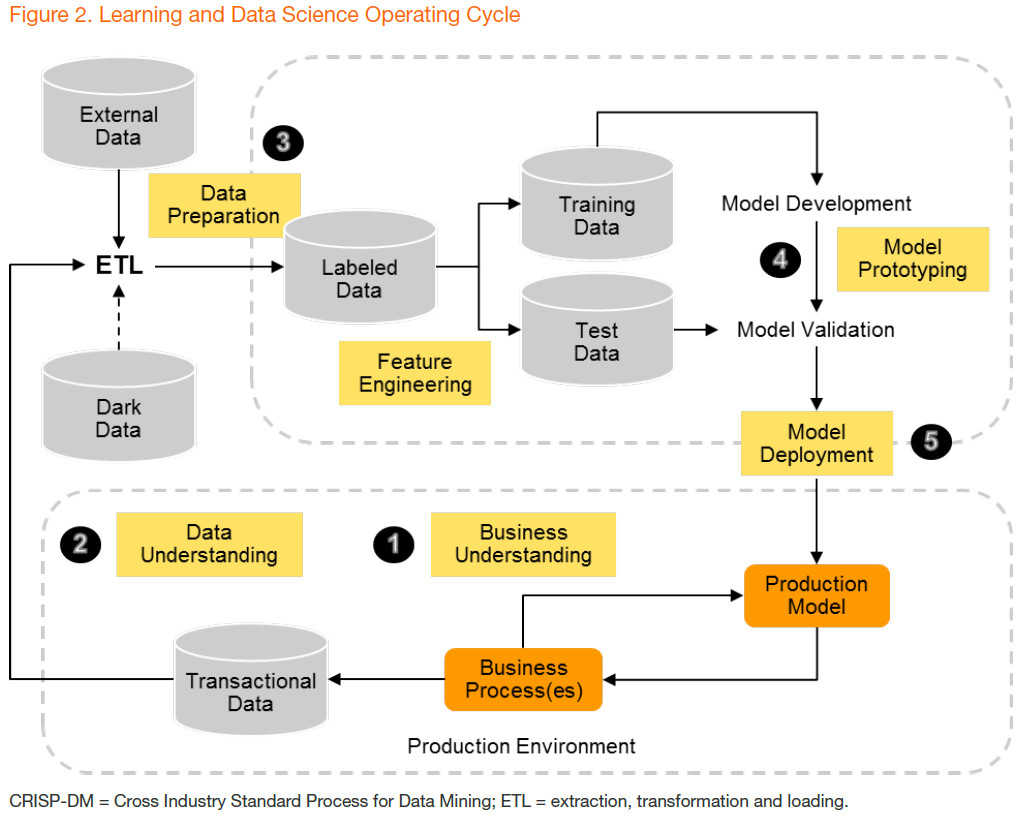 Figure 2. Learning and Data Science Operating Cycle
External
Data
3
Data
Preparation
Training
Data
Model Development
ETL
Labeled
Data
4
Model
Prototyping
Test
Data
Model Validation
Feature
Engineering
Dark
Data
Model
Deployment
5
2
Data
Understanding
1
Business
Understanding
Production
Model
Transactional
Data
Business
Process(es)
Production Environment
CRISP-DM = Cross Industry Standard Process for Data Mining; ETL = extraction, transformation and loading.